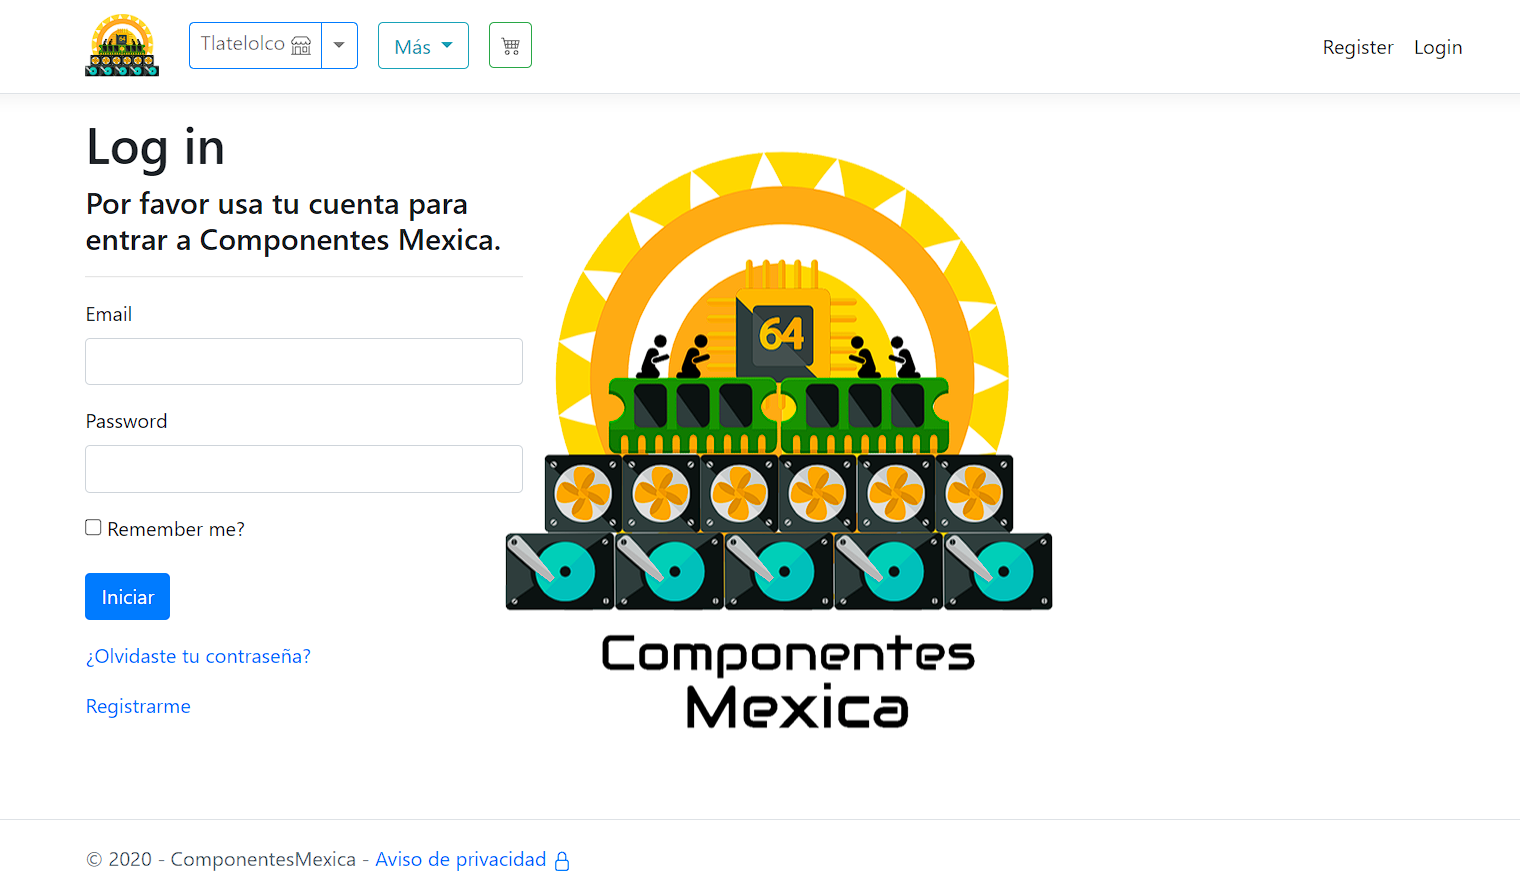 Tlatelolco
Más
Register
Login
Log in
Por favor usa tu cuenta para
entrar a Componentes Mexica.
Email
Password
Remember me?
Iniciar
¿Olvidaste tu contraseña?
Registrarme
64
Componentes
Mexica
© 2020 - ComponentesMexica - Aviso de privacidad